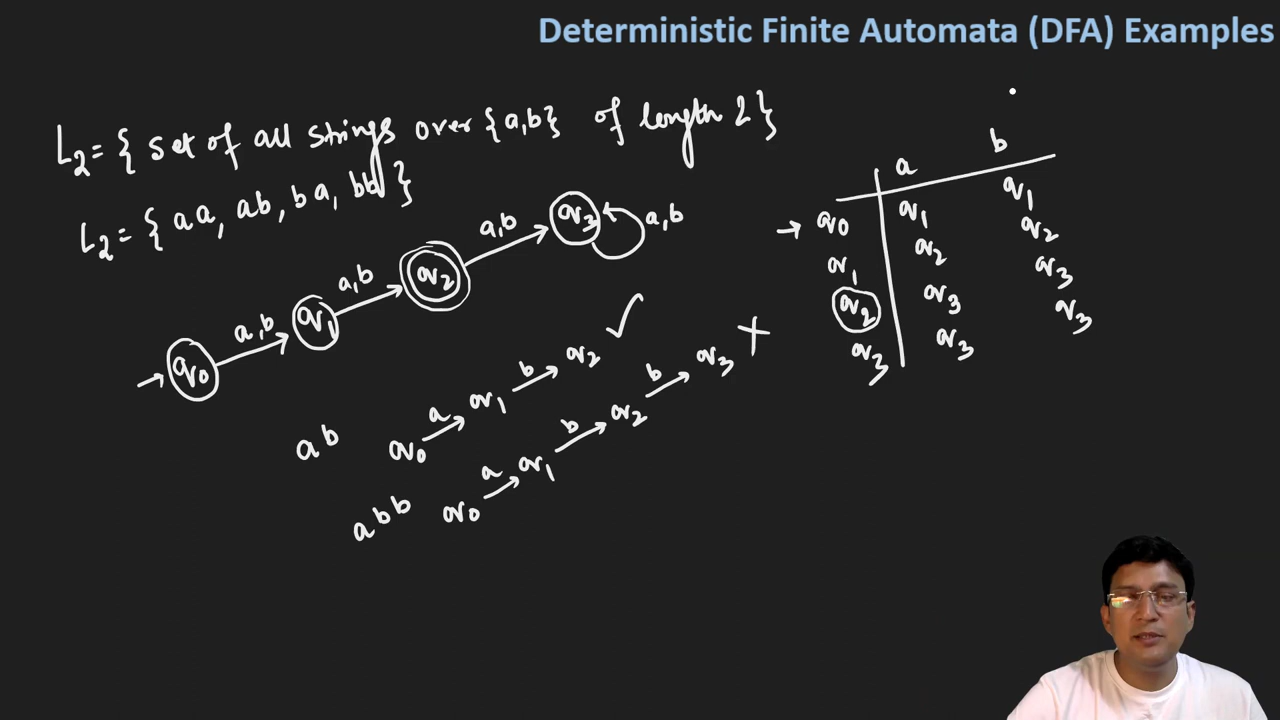 Deterministic Finite Automata (DFA) Examples
L2 = { set of all strings over {a,b} of length 2 }
L2 = { aa, ab, ba, bb }
→ q0 a,b → q1 a,b → q2 a,b → q3 a,b
a b
→ q0 q1 q1
q1 q2 q2
q2 q3 q3
q3 q3 q3
ab q0 a → q1 b → q2 ✓
abb q0 a → q1 b → q2 b → q3 ✗